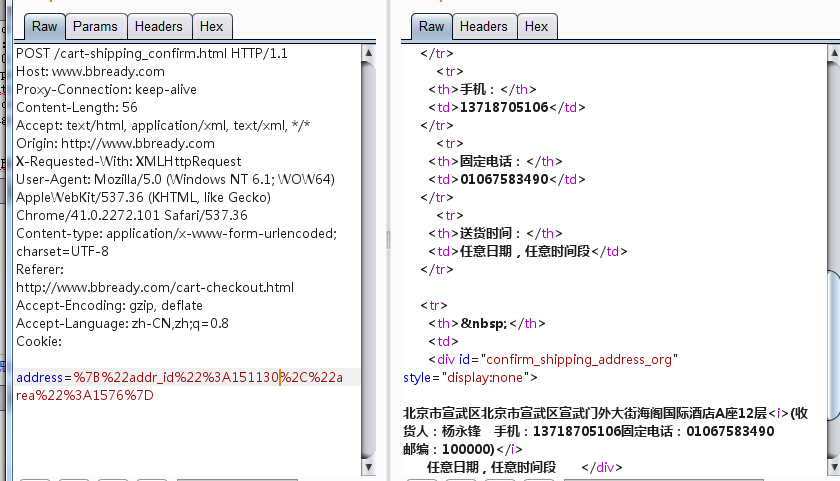 Raw Params Headers Hex
POST /cart-shipping_confirm.html HTTP/1.1
Host: www.bbready.com
Proxy-Connection: keep-alive
Content-Length: 56
Accept: text/html, application/xml, text/xml, */*
Origin: http://www.bbready.com
X-Requested-With: XMLHttpRequest
User-Agent: Mozilla/5.0 (Windows NT 6.1; WOW64)
AppleWebKit/537.36 (KHTML, like Gecko)
Chrome/41.0.2272.101 Safari/537.36
Content-type: application/x-www-form-urlencoded;
charset=UTF-8
Referer:
http://www.bbready.com/cart-checkout.html
Accept-Encoding: gzip, deflate
Accept-Language: zh-CN,zh;q=0.8
Cookie:
address=%7B%22addr_id%22%3A151130%2C%22a
rea%22%3A1576%7D
Raw Headers Hex
</tr>
<tr>
<th>手机：</th>
<td>13718705106</td>
</tr>
<tr>
<th>固定电话：</th>
<td>01067583490</td>
</tr>
<tr>
<th>送货时间：</th>
<td>任意日期，任意时间段</td>
</tr>
<tr>
<th>&nbsp;</th>
<td>
<div id="confirm_shipping_address_org"
style="display:none">
北京市宣武区北京市宣武区宣武门外大街海阁国际酒店A座12层<i>(收
货人：杨永锋 手机：13718705106固定电话：01067583490
邮编：100000)</i>
任意日期，任意时间段 </div>